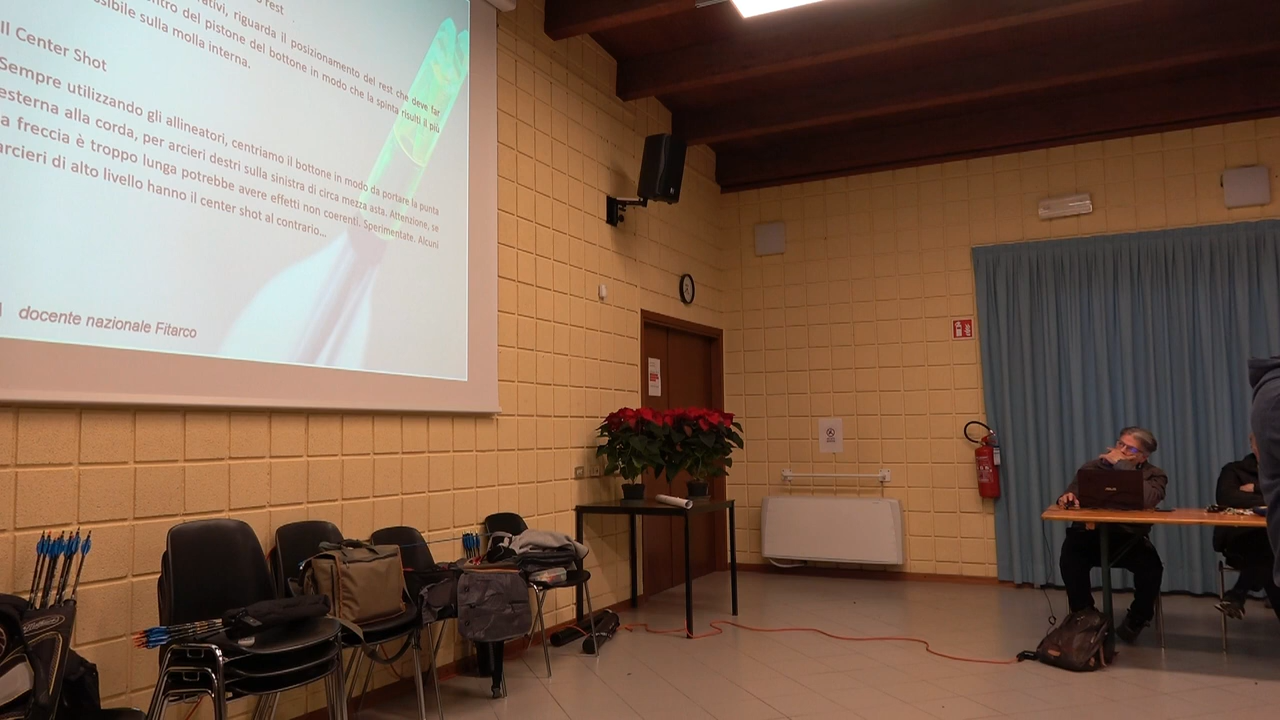 o rest
rativi, riguarda il posizionamento del rest che deve far
entro del pistone del bottone in modo che la spinta risulti il più
ssibile sulla molla interna.
Il Center Shot
Sempre utilizzando gli allineatori, centriamo il bottone in modo da portare la punta
esterna alla corda, per arcieri destri sulla sinistra di circa mezza asta. Attenzione, se
a freccia è troppo lunga potrebbe avere effetti non coerenti. Sperimentate. Alcuni
arcieri di alto livello hanno il center shot al contrario...
docente nazionale Fitarco